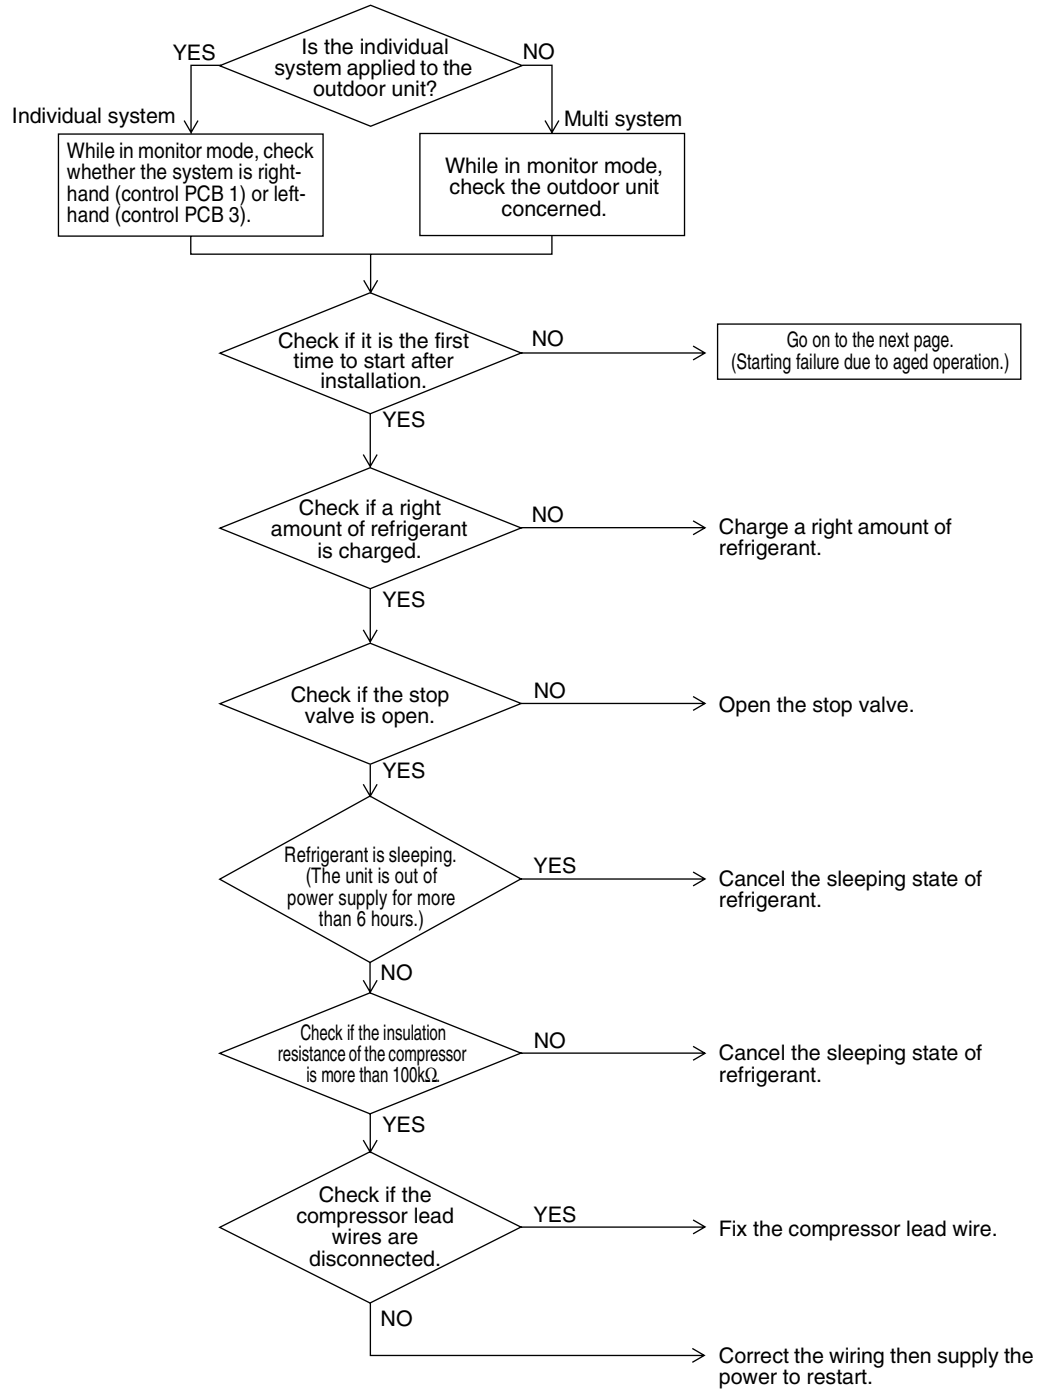 YES
Is the individual
system applied to the
outdoor unit?
NO
Individual system
Multi system
While in monitor mode, check
whether the system is right-
hand (control PCB 1) or left-
hand (control PCB 3).
While in monitor mode,
check the outdoor unit
concerned.
Check if it is the first
time to start after
installation.
NO
Go on to the next page.
(Starting failure due to aged operation.)
YES
Check if a right
amount of refrigerant
is charged.
NO
Charge a right amount of
refrigerant.
YES
Check if the stop
valve is open.
NO
Open the stop valve.
YES
Refrigerant is sleeping.
(The unit is out of
power supply for more
than 6 hours.)
YES
Cancel the sleeping state of
refrigerant.
NO
Check if the insulation
resistance of the compressor
is more than 100kΩ.
NO
Cancel the sleeping state of
refrigerant.
YES
Check if the
compressor lead
wires are
disconnected.
YES
Fix the compressor lead wire.
NO
Correct the wiring then supply the
power to restart.